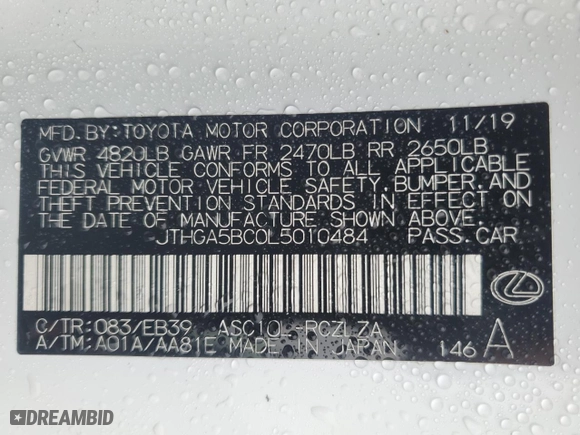 MFD. BY: TOYOTA MOTOR CORPORATION 11/19
GVWR 4820LB GAWR FR 2470LB RR 2650LB
THIS VEHICLE CONFORMS TO ALL APPLICABLE
FEDERAL MOTOR VEHICLE SAFETY, BUMPER, AND
THEFT PREVENTION STANDARDS IN EFFECT ON
THE DATE OF MANUFACTURE SHOWN ABOVE.
JTHGA5BC0L5010484 PASS.CAR
C/TR: 083/EB39 ASC10L-RCZLZA
A/TM: A01A/AA81E MADE IN JAPAN 146 A
DREAMBID